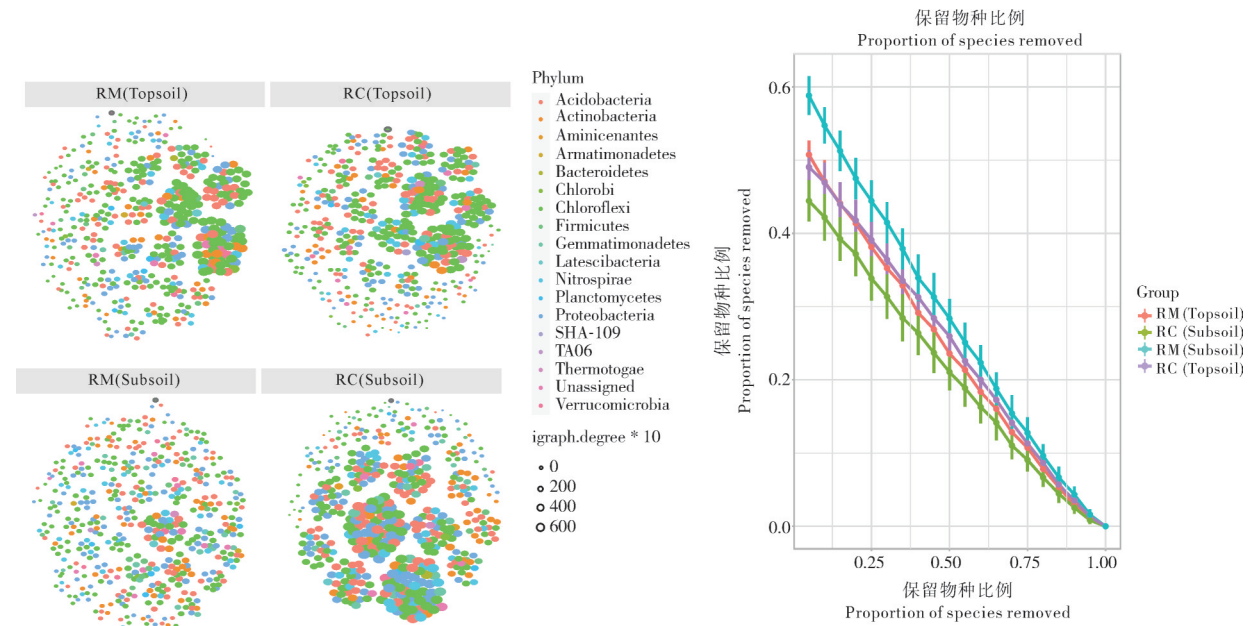 RM(Topsoil)
RC(Topsoil)
RM(Subsoil)
RC(Subsoil)
Phylum
Acidobacteria
Actinobacteria
Aminicenantes
Armatimonadetes
Bacteroidetes
Chlorobi
Chloroflexi
Firmicutes
Gemmatimonadetes
Latescibacteria
Nitrospirae
Planctomycetes
Proteobacteria
SHA-109
TA06
Thermotogae
Unassigned
Verrucomicrobia
igraph.degree * 10
0
200
400
600
保留物种比例
Proportion of species removed
保留物种比例
Proportion of species removed
0.6
0.4
0.2
0.0
0.25
0.50
0.75
1.00
保留物种比例
Proportion of species removed
Group
RM (Topsoil)
RC (Subsoil)
RM (Subsoil)
RC (Topsoil)